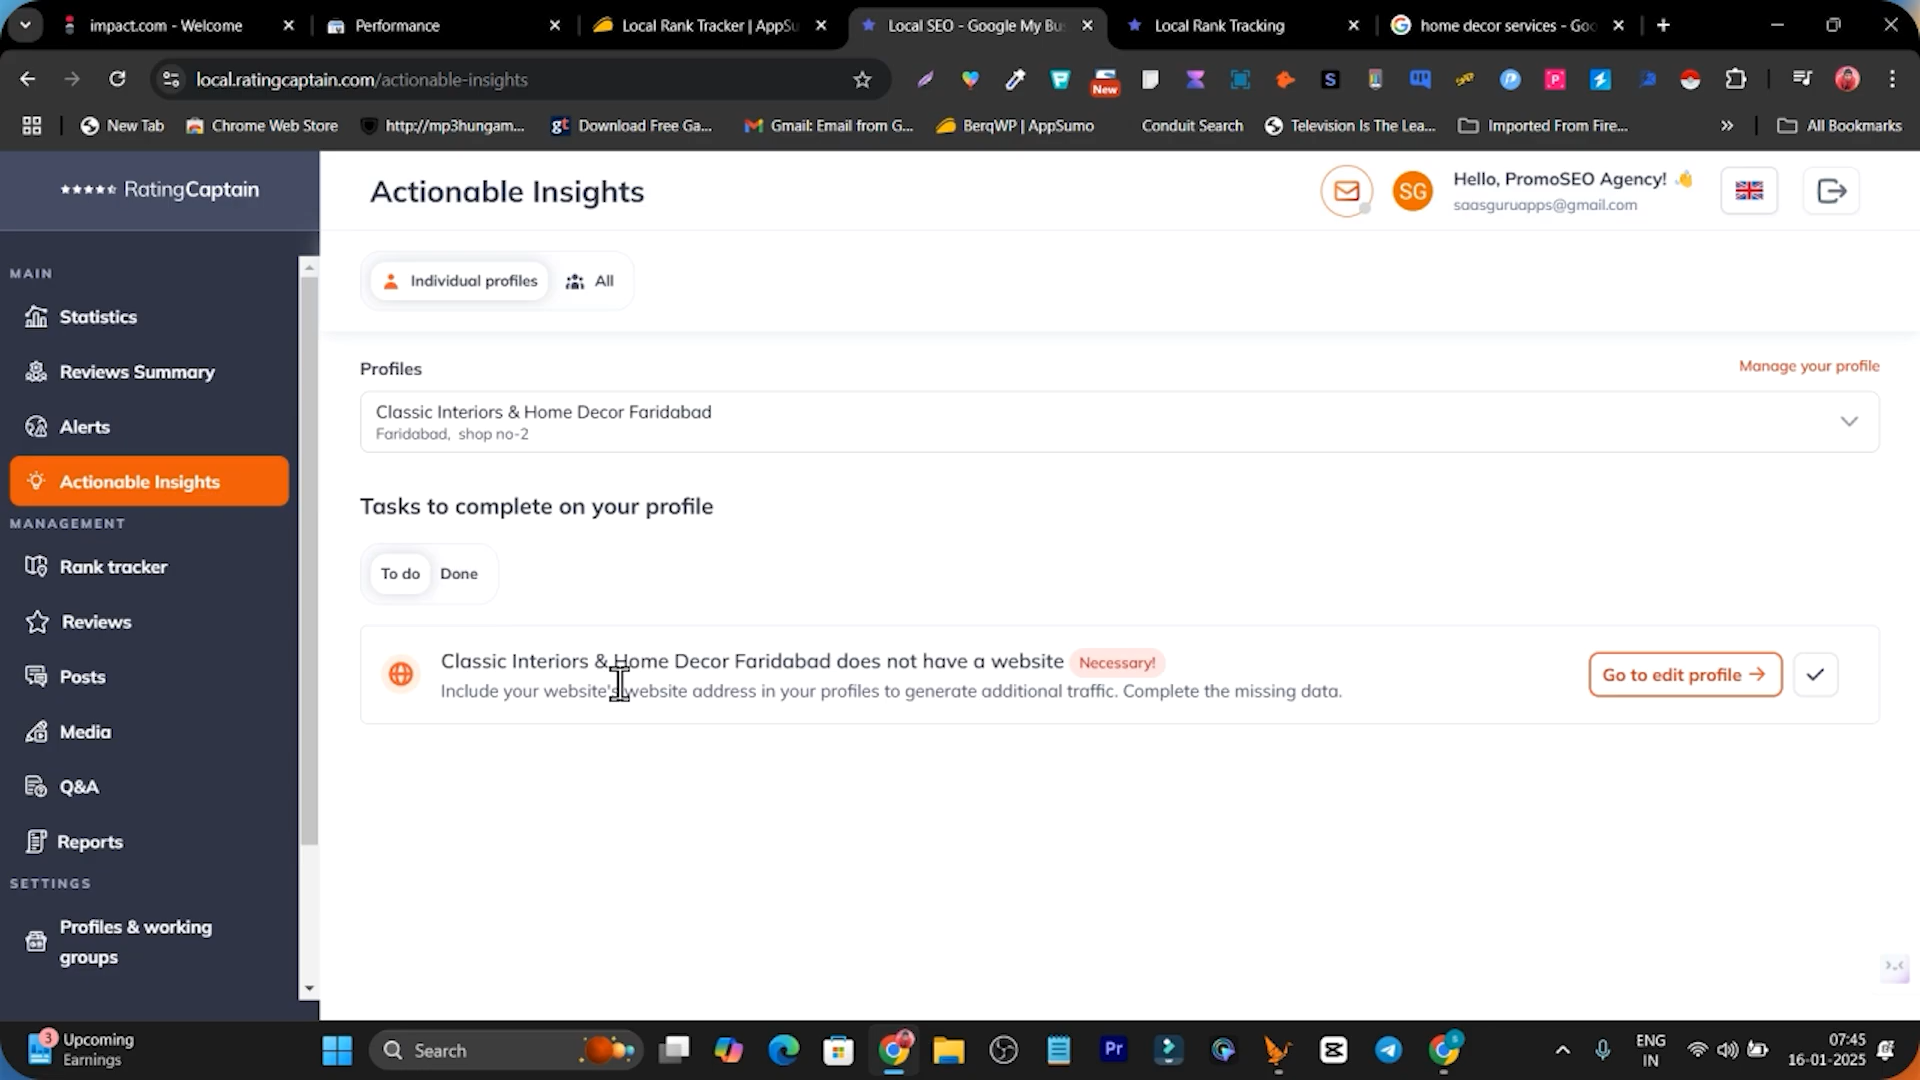 impact.com - Welcome
Performance
Local Rank Tracker | AppSu
Local SEO - Google My Bu
Local Rank Tracking
home decor services - Goo
local.ratingcaptain.com/actionable-insights
New
New Tab
Chrome Web Store
http://mp3hungam...
Download Free Ga...
Gmail: Email from G...
BerqWP | AppSumo
Conduit Search
Television Is The Lea...
Imported From Fire...
All Bookmarks
RatingCaptain
Actionable Insights
SG
Hello, PromoSEO Agency!
saasguruapps@gmail.com
MAIN
Statistics
Reviews Summary
Alerts
Actionable Insights
MANAGEMENT
Rank tracker
Reviews
Posts
Media
Q&A
Reports
SETTINGS
Profiles & working
groups
Individual profiles
All
Profiles
Manage your profile
Classic Interiors & Home Decor Faridabad
Faridabad, shop no-2
Tasks to complete on your profile
To do
Done
Classic Interiors & Home Decor Faridabad does not have a website
Necessary!
Include your website's website address in your profiles to generate additional traffic. Complete the missing data.
Go to edit profile
3
Upcoming
Earnings
Search
Pr
ENG
IN
07:45
16-01-2025